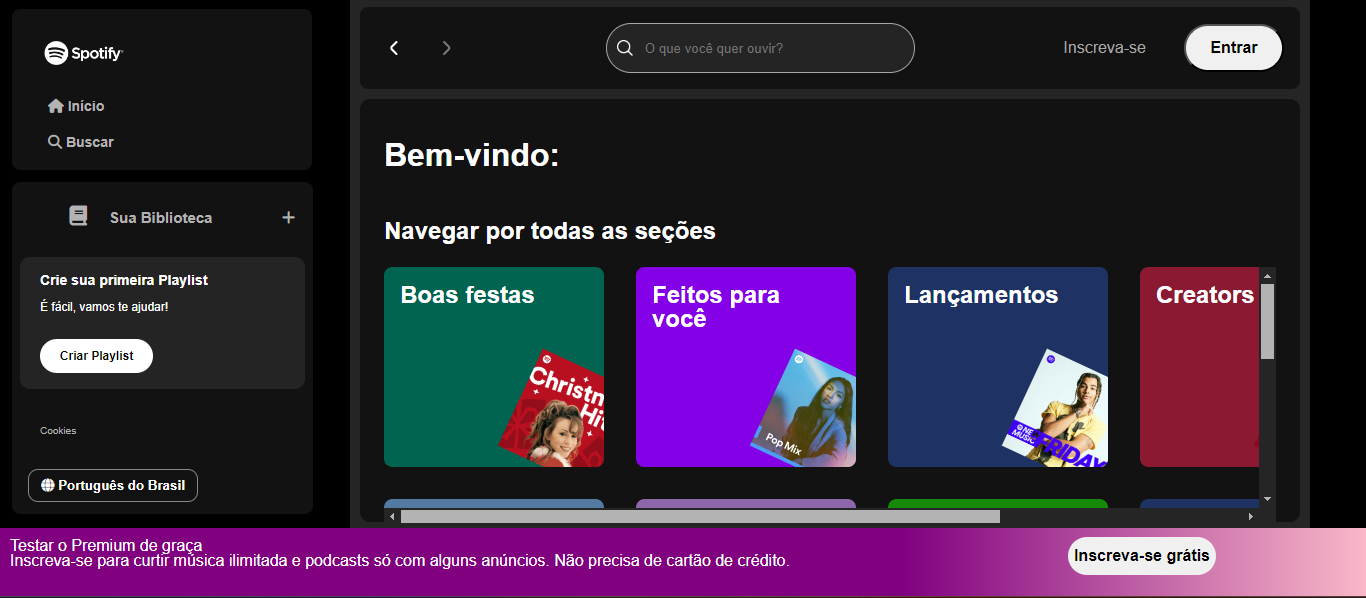 Spotify
Início
Buscar
Sua Biblioteca
Crie sua primeira Playlist
É fácil, vamos te ajudar!
Criar Playlist
Cookies
Português do Brasil
O que você quer ouvir?
Inscreva-se
Entrar
Bem-vindo:
Navegar por todas as seções
Boas festas
Christm
Hi
Feitos para
você
Pop Mix
Lançamentos
NE
MUSIC
FRIDAY
Creators
Testar o Premium de graça
Inscreva-se para curtir música ilimitada e podcasts só com alguns anúncios. Não precisa de cartão de crédito.
Inscreva-se grátis